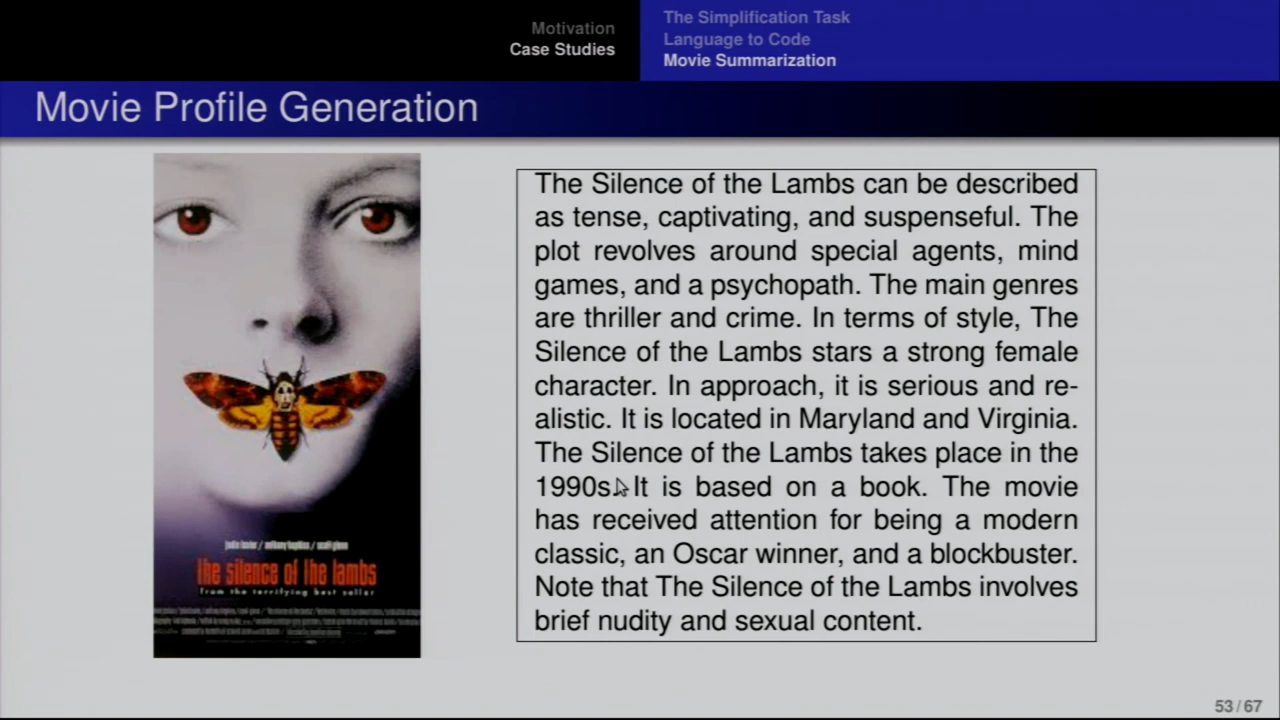 Motivation
Case Studies
The Simplification Task
Language to Code
Movie Summarization
Movie Profile Generation
jodie foster / anthony hopkins / scott glenn
the silence of the lambs
from the terrifying best seller
The Silence of the Lambs can be described
as tense, captivating, and suspenseful. The
plot revolves around special agents, mind
games, and a psychopath. The main genres
are thriller and crime. In terms of style, The
Silence of the Lambs stars a strong female
character. In approach, it is serious and re-
alistic. It is located in Maryland and Virginia.
The Silence of the Lambs takes place in the
1990s. It is based on a book. The movie
has received attention for being a modern
classic, an Oscar winner, and a blockbuster.
Note that The Silence of the Lambs involves
brief nudity and sexual content.
53 / 67